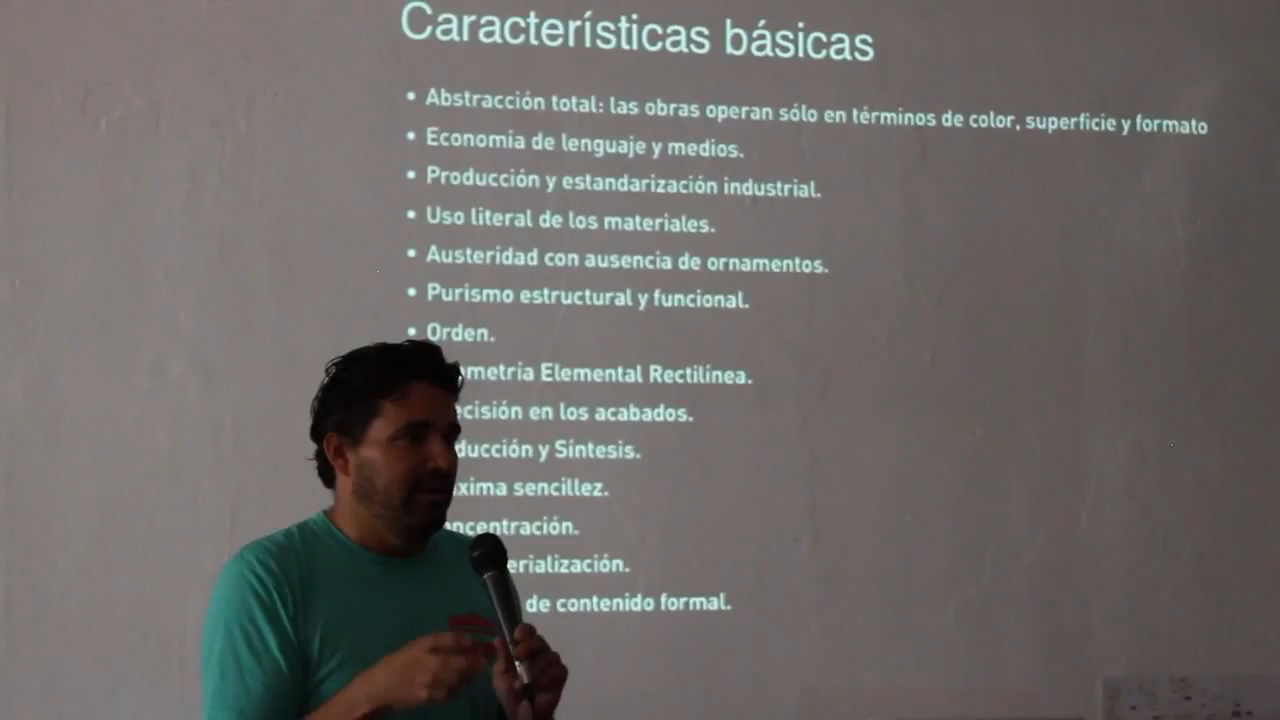 Características básicas
• Abstracción total: las obras operan sólo en términos de color, superficie y formato
• Economía de lenguaje y medios.
• Producción y estandarización industrial.
• Uso literal de los materiales.
• Austeridad con ausencia de ornamentos.
• Purismo estructural y funcional.
• Orden.
ometría Elemental Rectilínea.
ecisión en los acabados.
ducción y Síntesis.
xima sencillez.
ncentración.
erialización.
de contenido formal.